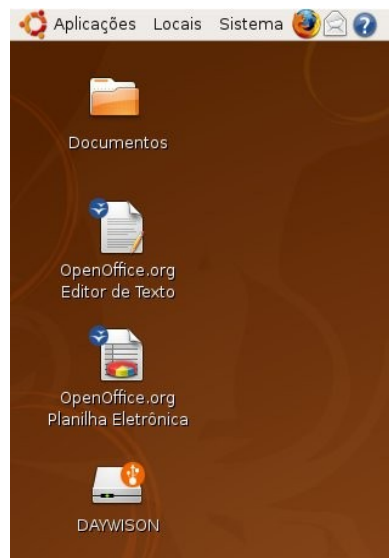 Aplicações Locais Sistema
Documentos
OpenOffice.org
Editor de Texto
OpenOffice.org
Planilha Eletrônica
DAYWISON